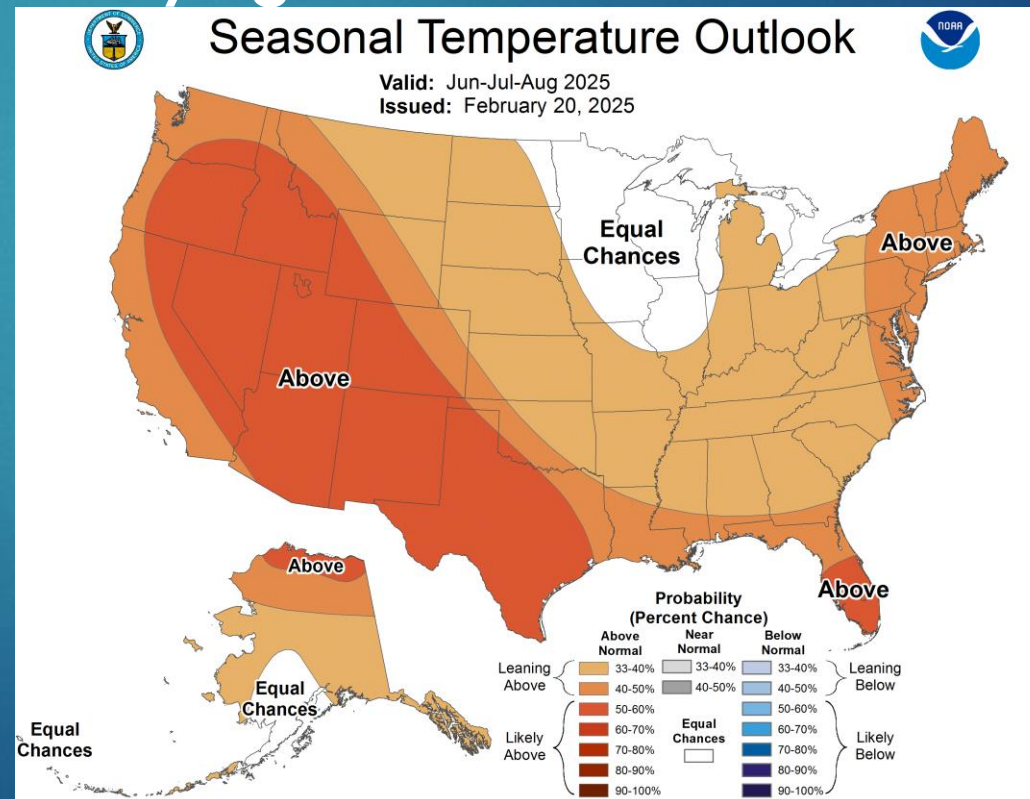 NOAA
Seasonal Temperature Outlook
Valid: Jun-Jul-Aug 2025
Issued: February 20, 2025
Equal
Chances
Above
Above
Above
Above
Equal
Chances
Equal
Chances
Probability
(Percent Chance)
Above
Normal
Near
Normal
Below
Normal
Leaning
Above
33-40%
40-50%
33-40%
40-50%
33-40%
40-50%
Leaning
Below
Likely
Above
50-60%
60-70%
70-80%
80-90%
90-100%
Equal
Chances
50-60%
60-70%
70-80%
80-90%
90-100%
Likely
Below